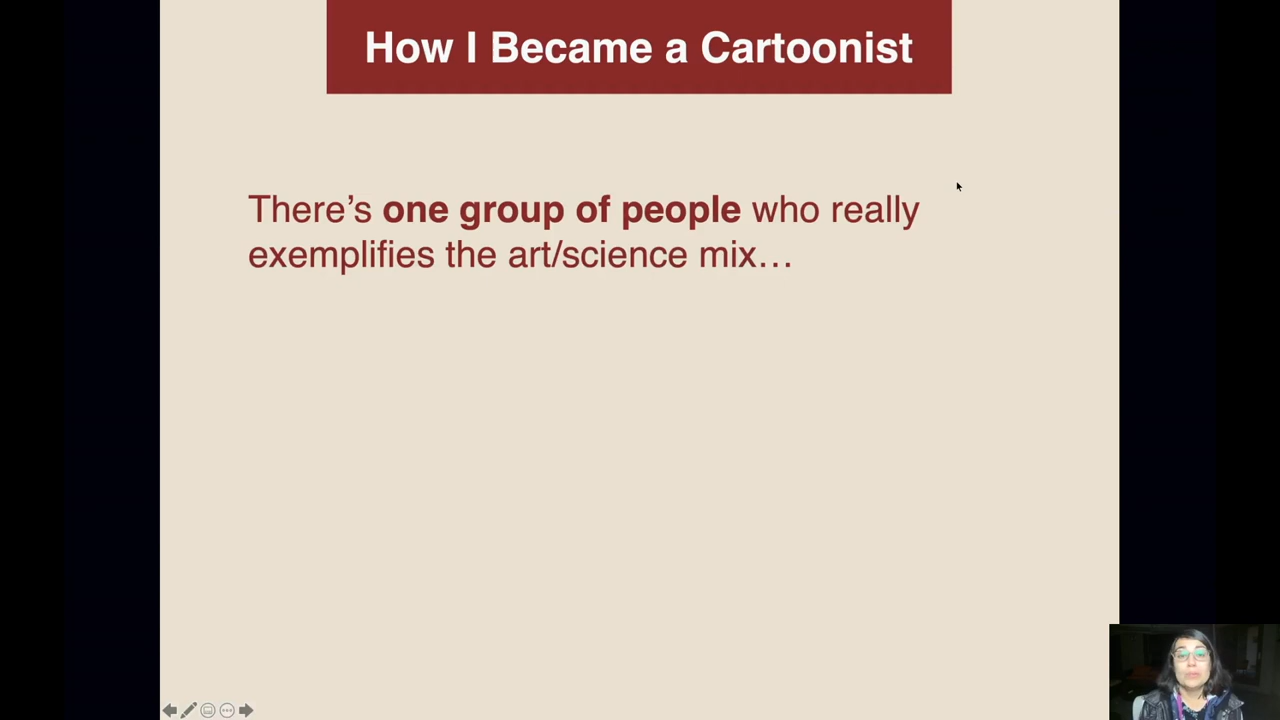 How I Became a Cartoonist
There’s one group of people who really
exemplifies the art/science mix…